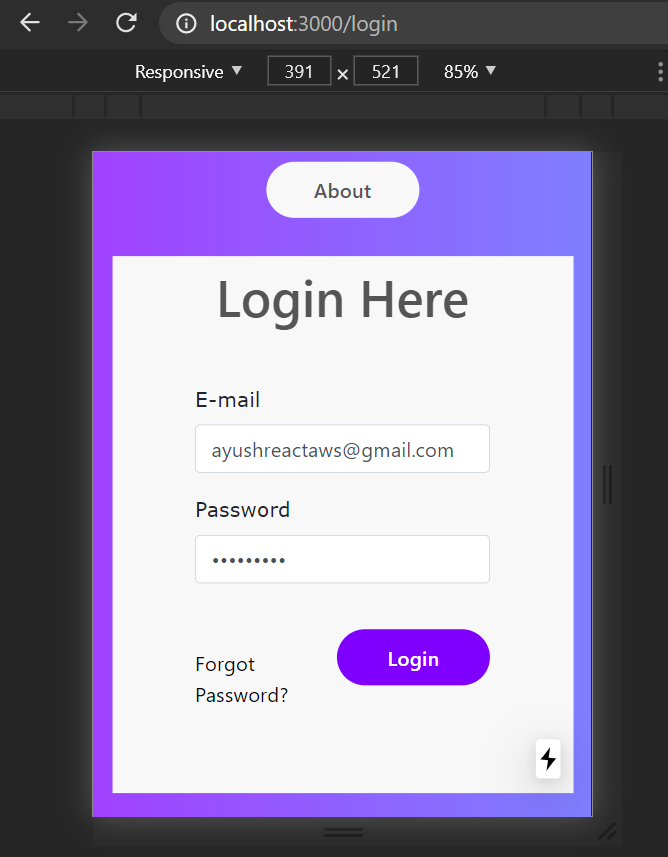 localhost:3000/login
Responsive 391 × 521 85%
About
Login Here
E-mail
ayushreactaws@gmail.com
Password
•••••••••
Forgot
Password?
Login